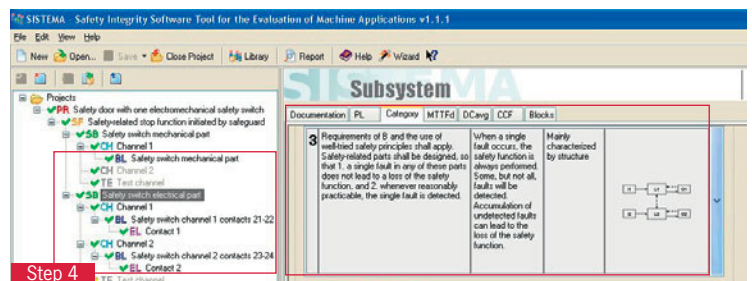 SISTEMA - Safety Integrity Software Tool for the Evaluation of Machine Applications v1.1.1
File Edit View Help
New Open... Save Close Project Library Report Help Wizard
SISTEMA
Subsystem
Projects
PR Safety door with one electromechanical safety switch
SF Safety-related stop function initiated by safeguard
SB Safety switch mechanical part
CH Channel 1
BL Safety switch mechanical part
CH Channel 2
TE Test channel
SB Safety switch electrical part
CH Channel 1
BL Safety switch channel 1 contacts 21-22
EL Contact 1
CH Channel 2
BL Safety switch channel 2 contacts 23-24
EL Contact 2
TE Test channel
Step 4
Documentation PL Category MTTFd DCavg CCF Blocks
3
Requirements of B and the use of
well-tried safety principles shall apply.
Safety-related parts shall be designed, so
that 1. a single fault in any of these parts
does not lead to a loss of the safety
function, and 2. whenever reasonably
practicable, the single fault is detected.
When a single
fault occurs, the
safety function is
always performed.
Some, but not all,
faults will be
detected.
Accumulation of
undetected faults
can lead to the
loss of the safety
function.
Mainly
characterized
by structure